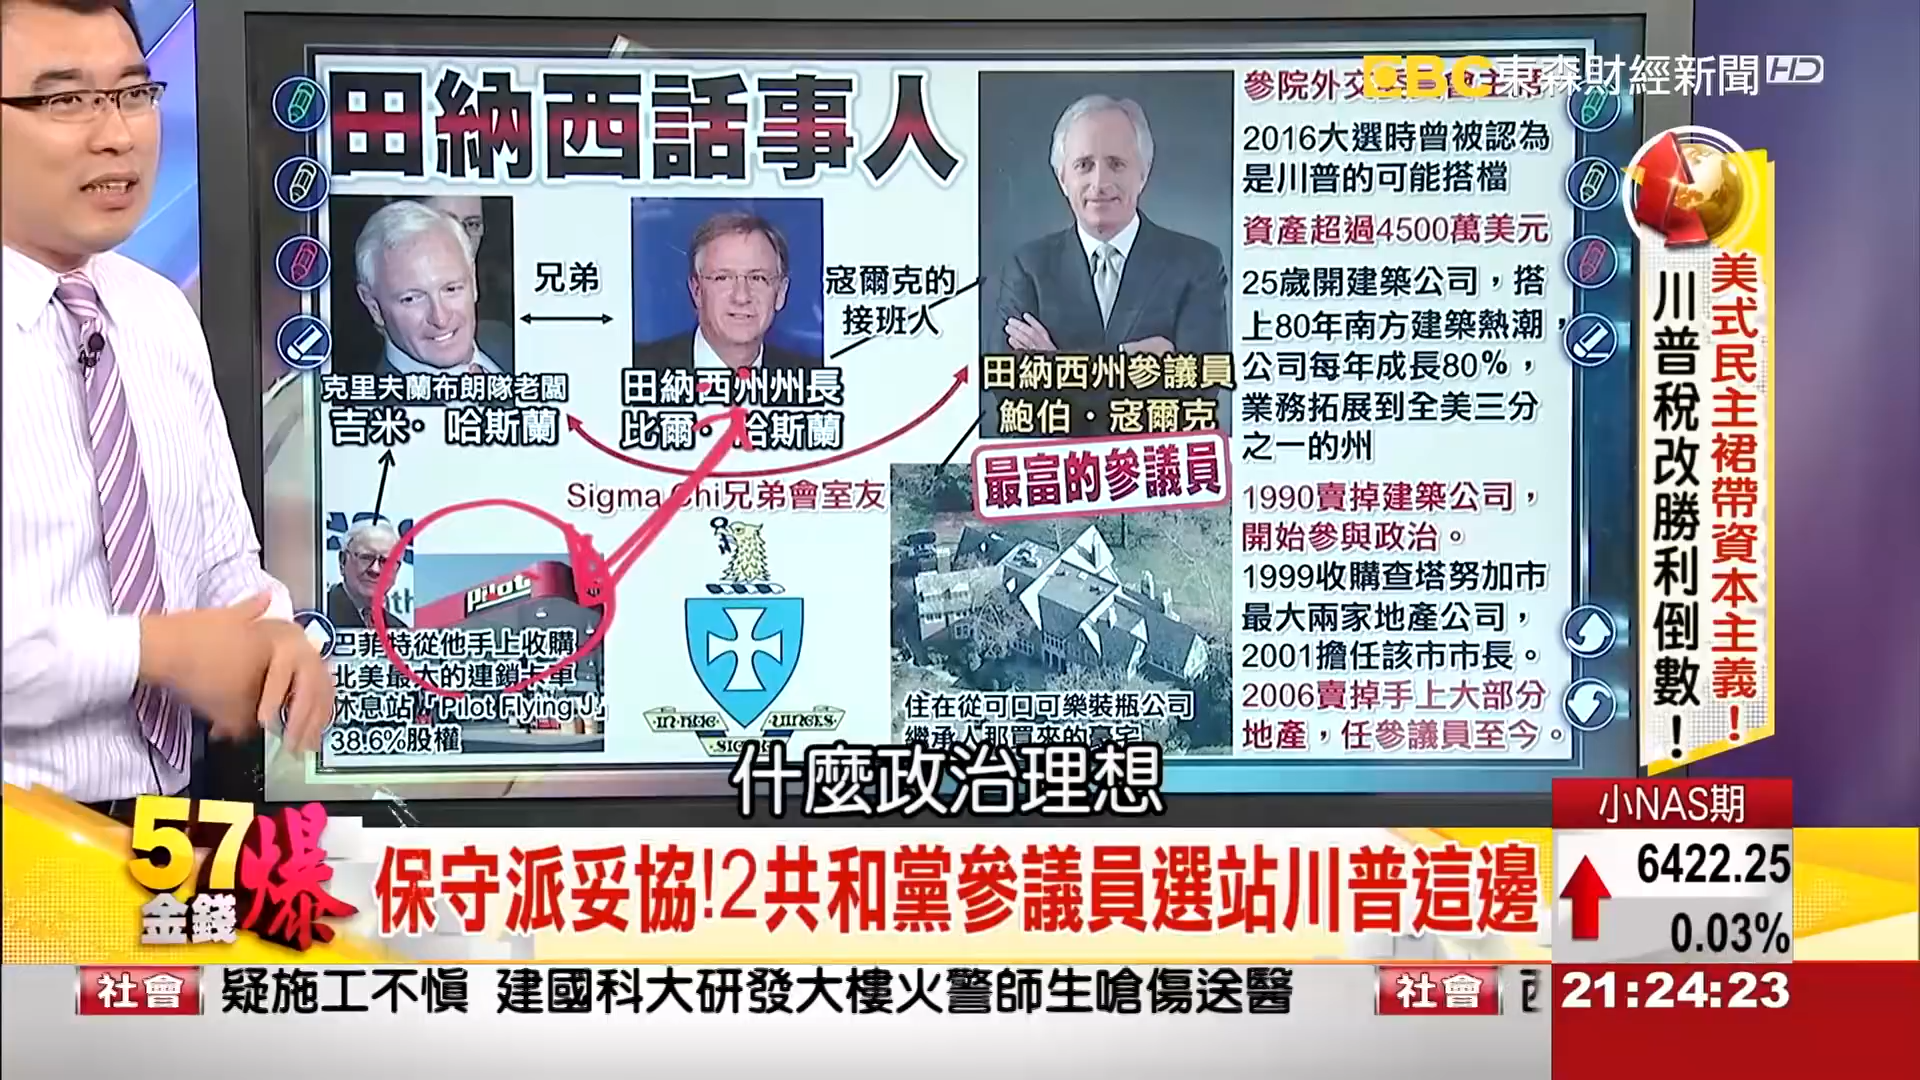 EBC 東森財經新聞 HD
田納西話事人
兄弟
寇爾克的
接班人
克里夫蘭布朗隊老闆
吉米·哈斯蘭
田納西州州長
比爾·哈斯蘭
田納西州參議員
鮑伯·寇爾克
最富的參議員
Sigma Chi兄弟會室友
Pilot
巴菲特從他手上收購
北美最大的連鎖卡車
休息站「Pilot Flying J」
38.6%股權
IN HOC
VINCES
住在從可口可樂裝瓶公司
繼承人那買來的豪宅
參院外交
2016大選時曾被認為
是川普的可能搭檔
資產超過4500萬美元
25歲開建築公司，搭
上80年南方建築熱潮，
公司每年成長80%，
業務拓展到全美三分
之一的州
1990賣掉建築公司，
開始參與政治。
1999收購查塔努加市
最大兩家地產公司，
2001擔任該市市長。
2006賣掉手上大部分
地產，任參議員至今。
美式民主裙帶資本主義！
川普稅改勝利倒數！
什麼政治理想
57金錢爆
保守派妥協!2共和黨參議員選站川普這邊
小NAS期
6422.25
0.03%
社會 疑施工不慎 建國科大研發大樓火警師生嗆傷送醫 社會
21:24:23